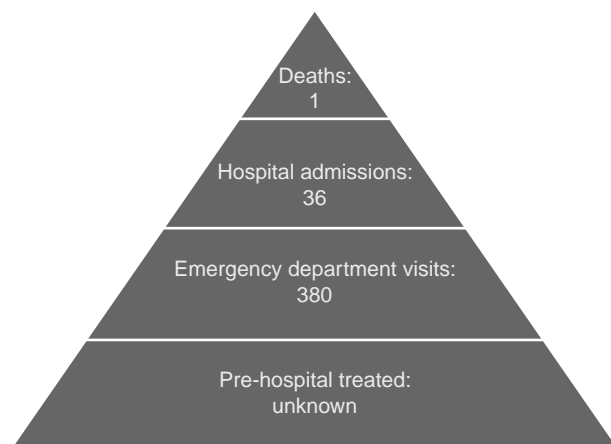 Deaths:
1
Hospital admissions:
36
Emergency department visits:
380
Pre-hospital treated:
unknown